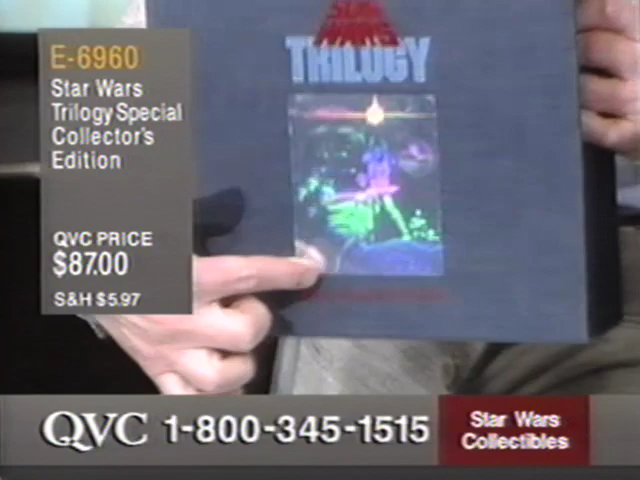 E-6960
Star Wars
Trilogy Special
Collector's
Edition
QVC PRICE
$87.00
S&H $5.97
TRILOGY
QVC 1-800-345-1515
Star Wars
Collectibles